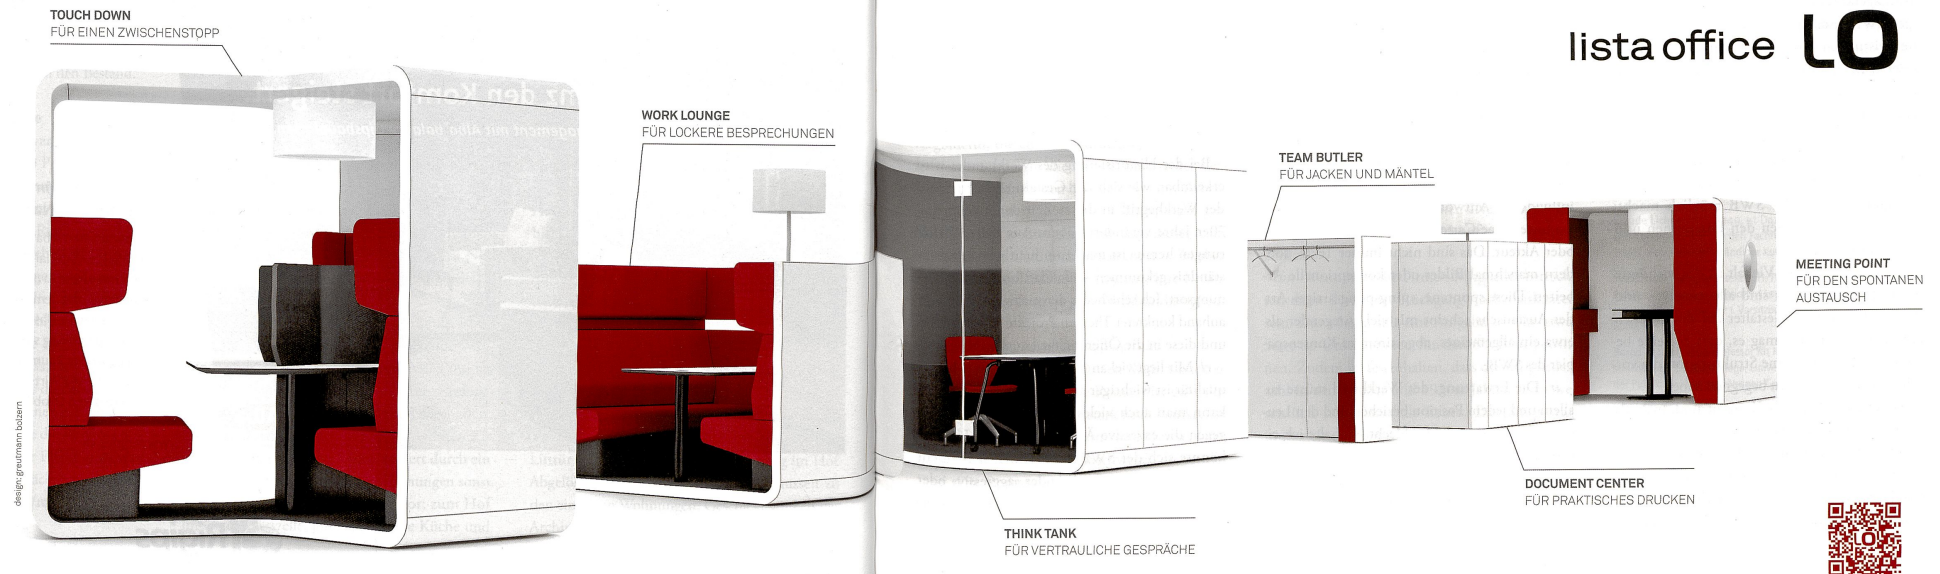 TOUCH DOWN
FÜR EINEN ZWISCHENSTOPP
lista office LO
WORK LOUNGE
FÜR LOCKERE BESPRECHUNGEN
TEAM BUTLER
FÜR JACKEN UND MÄNTEL
MEETING POINT
FÜR DEN SPONTANEN
AUSTAUSCH
design: greutmann bolzern
DOCUMENT CENTER
FÜR PRAKTISCHES DRUCKEN
THINK TANK
FÜR VERTRAULICHE GESPRÄCHE
LO